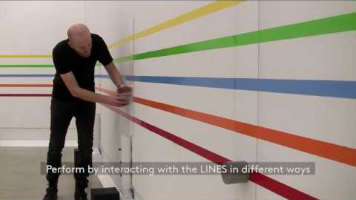 Perform by interacting with the LINES in different ways